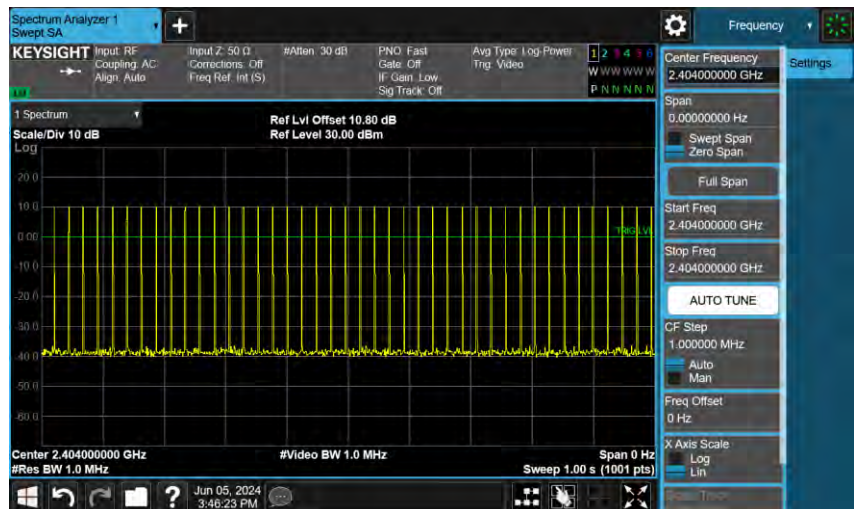 Spectrum Analyzer 1
Swept SA
+
Frequency
KEYSIGHT
Input: RF
Coupling: AC
Align: Auto
Input Z: 50 Ω
Corrections: Off
Freq Ref: Int (S)
#Atten: 30 dB
PNO: Fast
Gate: Off
IF Gain: Low
Sig Track: Off
Avg Type: Log-Power
Trig: Video
1 2 3 4 5 6
W W W W W W
P N N N N N
1 Spectrum
Scale/Div 10 dB
Log
Ref Lvl Offset 10.80 dB
Ref Level 30.00 dBm
20.0
10.0
0.00
TRIG LVL
-10.0
-20.0
-30.0
-40.0
-50.0
-60.0
Center 2.404000000 GHz
#Res BW 1.0 MHz
#Video BW 1.0 MHz
Span 0 Hz
Sweep 1.00 s (1001 pts)
Jun 05, 2024
3:46:23 PM
Center Frequency
2.404000000 GHz
Settings
Span
0.00000000 Hz
Swept Span
Zero Span
Full Span
Start Freq
2.404000000 GHz
Stop Freq
2.404000000 GHz
AUTO TUNE
CF Step
1.000000 MHz
Auto
Man
Freq Offset
0 Hz
X Axis Scale
Log
Lin